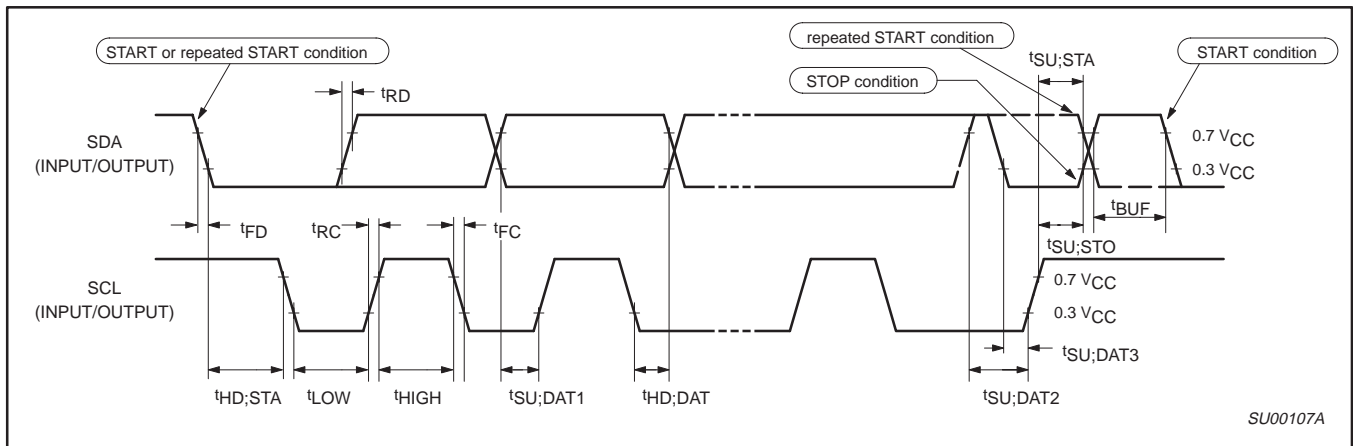 START or repeated START condition
repeated START condition
START condition
tSU;STA
STOP condition
tRD
SDA
(INPUT/OUTPUT)
0.7 VCC
0.3 VCC
tFD
tRC
tFC
tBUF
tSU;STO
SCL
(INPUT/OUTPUT)
0.7 VCC
0.3 VCC
tSU;DAT3
tHD;STA
tLOW
tHIGH
tSU;DAT1
tHD;DAT
tSU;DAT2
SU00107A